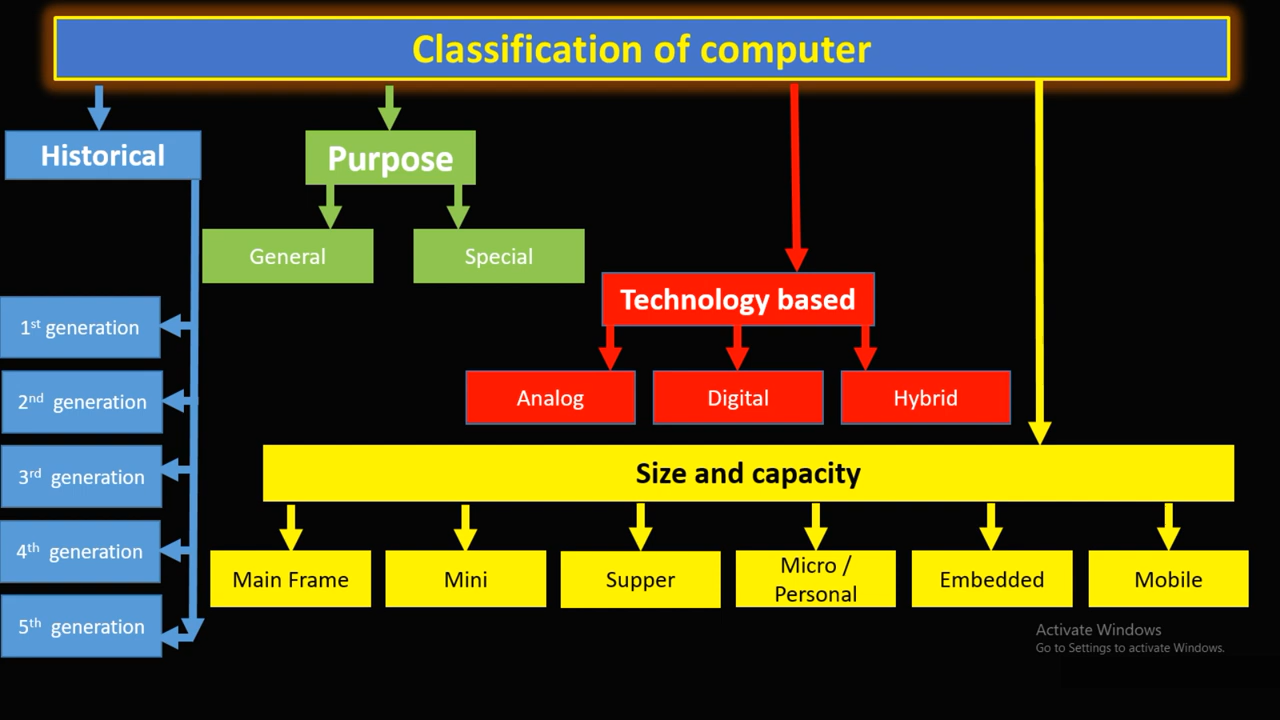 Classification of computer
Historical
Purpose
General
Special
Technology based
1st generation
2nd generation
3rd generation
4th generation
5th generation
Analog
Digital
Hybrid
Size and capacity
Main Frame
Mini
Supper
Micro /
Personal
Embedded
Mobile
Activate Windows
Go to Settings to activate Windows.